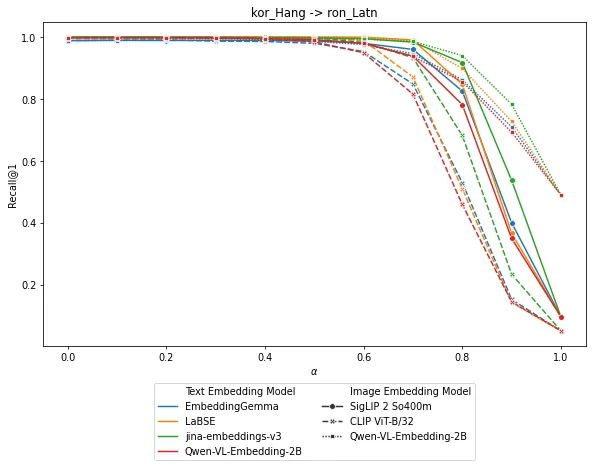 kor_Hang -> ron_Latn
Recall@1
1.0
0.8
0.6
0.4
0.2
0.0
0.2
0.4
0.6
0.8
1.0
α
Text Embedding Model
EmbeddingGemma
LaBSE
jina-embeddings-v3
Qwen-VL-Embedding-2B
Image Embedding Model
SigLIP 2 So400m
CLIP ViT-B/32
Qwen-VL-Embedding-2B